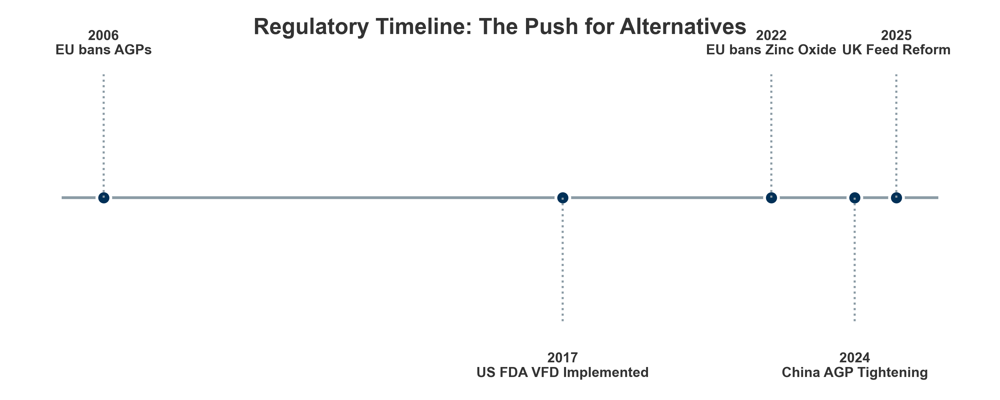 Regulatory Timeline: The Push for Alternatives
2006
EU bans AGPs
2022
EU bans Zinc Oxide
2025
UK Feed Reform
2017
US FDA VFD Implemented
2024
China AGP Tightening